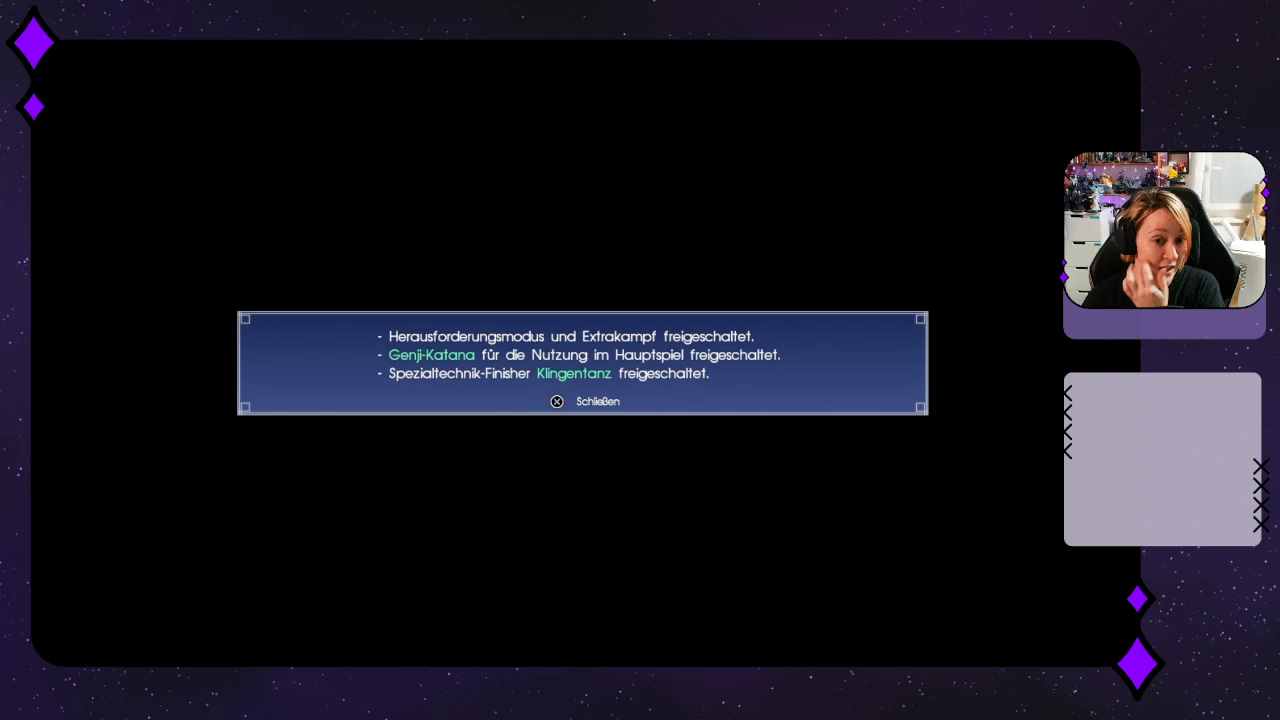 - Herausforderungsmodus und Extrakampf freigeschaltet.
- Genji-Katana für die Nutzung im Hauptspiel freigeschaltet.
- Spezialtechnik-Finisher Klingentanz freigeschaltet.
Schließen